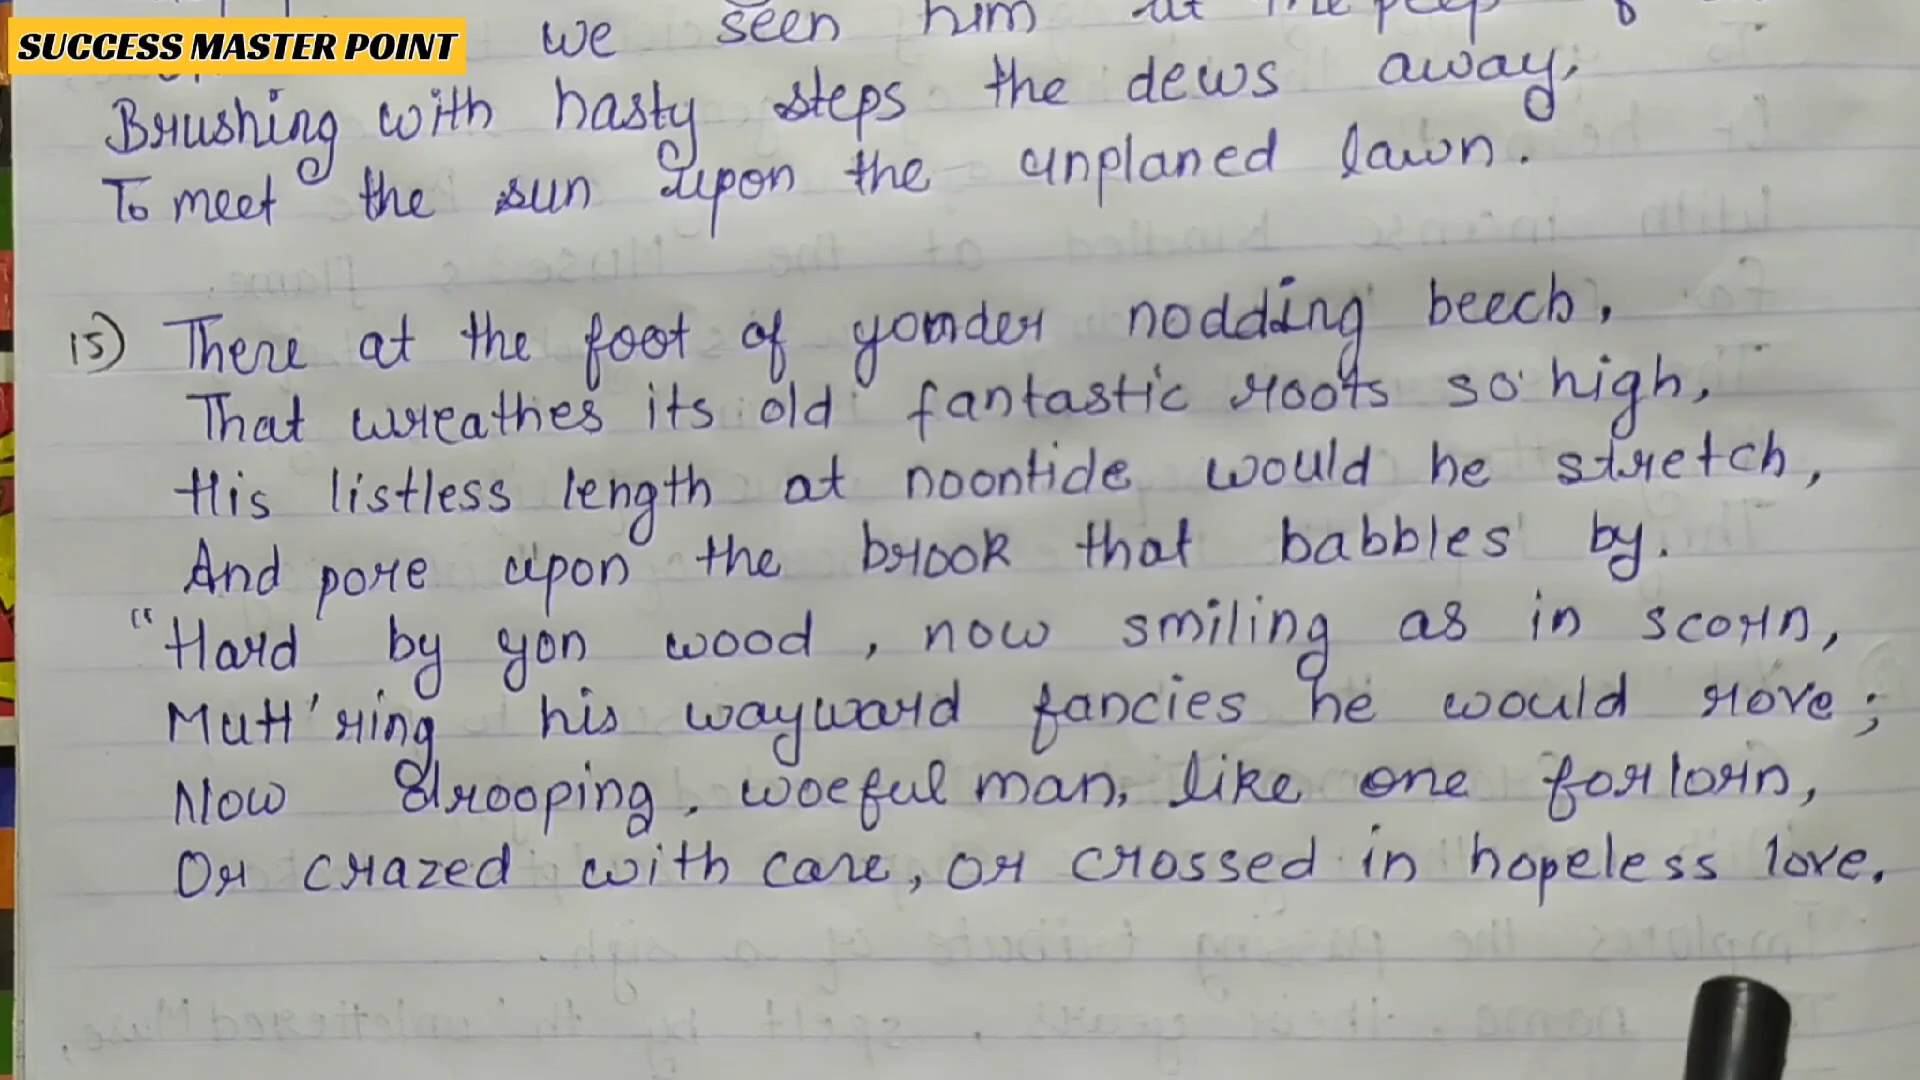 SUCCESS MASTER POINT
we seen him at the peep
Brushing with hasty steps the dews away,
To meet the sun upon the unplaned lawn.
15) There at the foot of yonder nodding beech,
That wreathes its old fantastic roots so high,
His listless length at noontide would he stretch,
And pore upon the brook that babbles by.
"Hard by yon wood, now smiling as in scorn,
Mutt'ring his wayward fancies he would rove;
Now drooping, woeful man, like one forlorn,
Or crazed with care, or crossed in hopeless love.